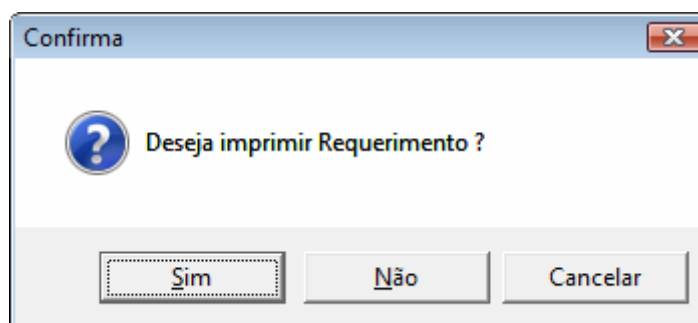 Confirma
Deseja imprimir Requerimento ?
Sim
Não
Cancelar